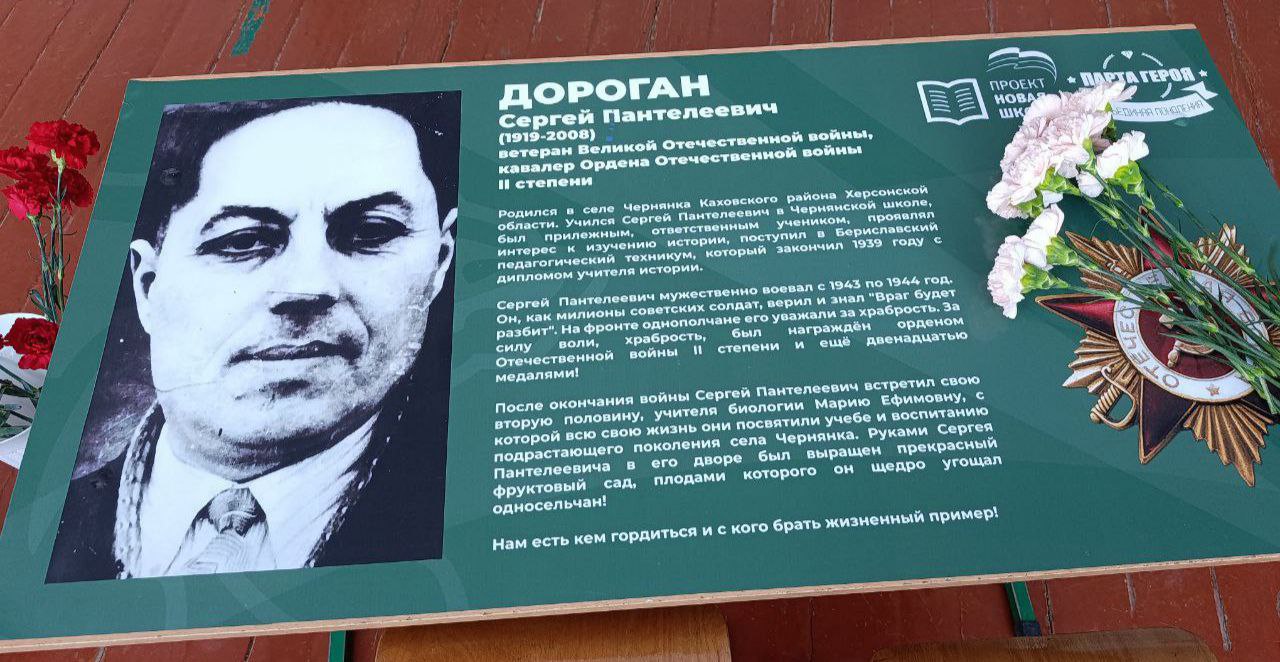 ДОРОГАН
Сергей Пантелеевич
(1919-2008)
ветеран Великой Отечественной войны,
кавалер Ордена Отечественной войны
II степени
Родился в селе Чернянка Каховского района Херсонской
области. Учился Сергей Пантелеевич в Чернянской школе,
был прилежным, ответственным учеником, проявлял
интерес к изучению истории, поступил в Бериславский
педагогический техникум, который закончил 1939 году с
дипломом учителя истории.
Сергей Пантелеевич мужественно воевал с 1943 по 1944 год.
Он, как милионы советских солдат, верил и знал "Враг будет
разбит". На фронте однополчане его уважали за храбрость. За
силу воли, храбрость, был награждён орденом
Отечественной войны II степени и ещё двенадцатью
медалями!
После окончания войны Сергей Пантелеевич встретил свою
вторую половину, учителя биологии Марию Ефимовну, с
которой всю свою жизнь они посвятили учебе и воспитанию
подрастающего поколения села Чернянка. Руками Сергея
Пантелеевича в его дворе был выращен прекрасный
фруктовый сад, плодами которого он щедро угощал
односельчан!
Нам есть кем гордиться и с кого брать жизненный пример!
ПРОЕКТ
НОВАЯ
ПАРТА ГЕРОЯ